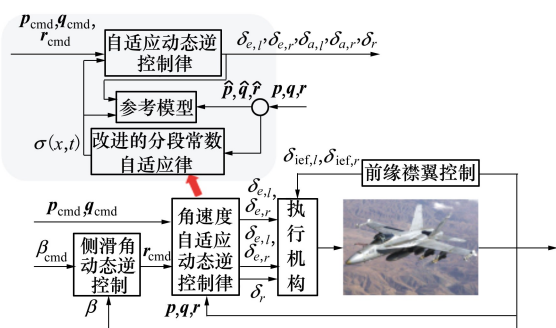 p_cmd, q_cmd,
r_cmd
自适应动态逆
控制律
δ_e,l, δ_e,r, δ_a,l, δ_a,r, δ_r
参考模型
p̂,q̂,r̂
p,q,r
σ(x,t)
改进的分段常数
自适应律
δ_ief,l, δ_ief,r
前缘襟翼控制
p_cmd, q_cmd
角速度
自适应
动态逆
控制律
δ_e,l,
δ_e,r
δ_e,l,
δ_e,r
δ_r
执
行
机
构
β_cmd
侧滑角
动态逆
控制
r_cmd
β
p,q,r